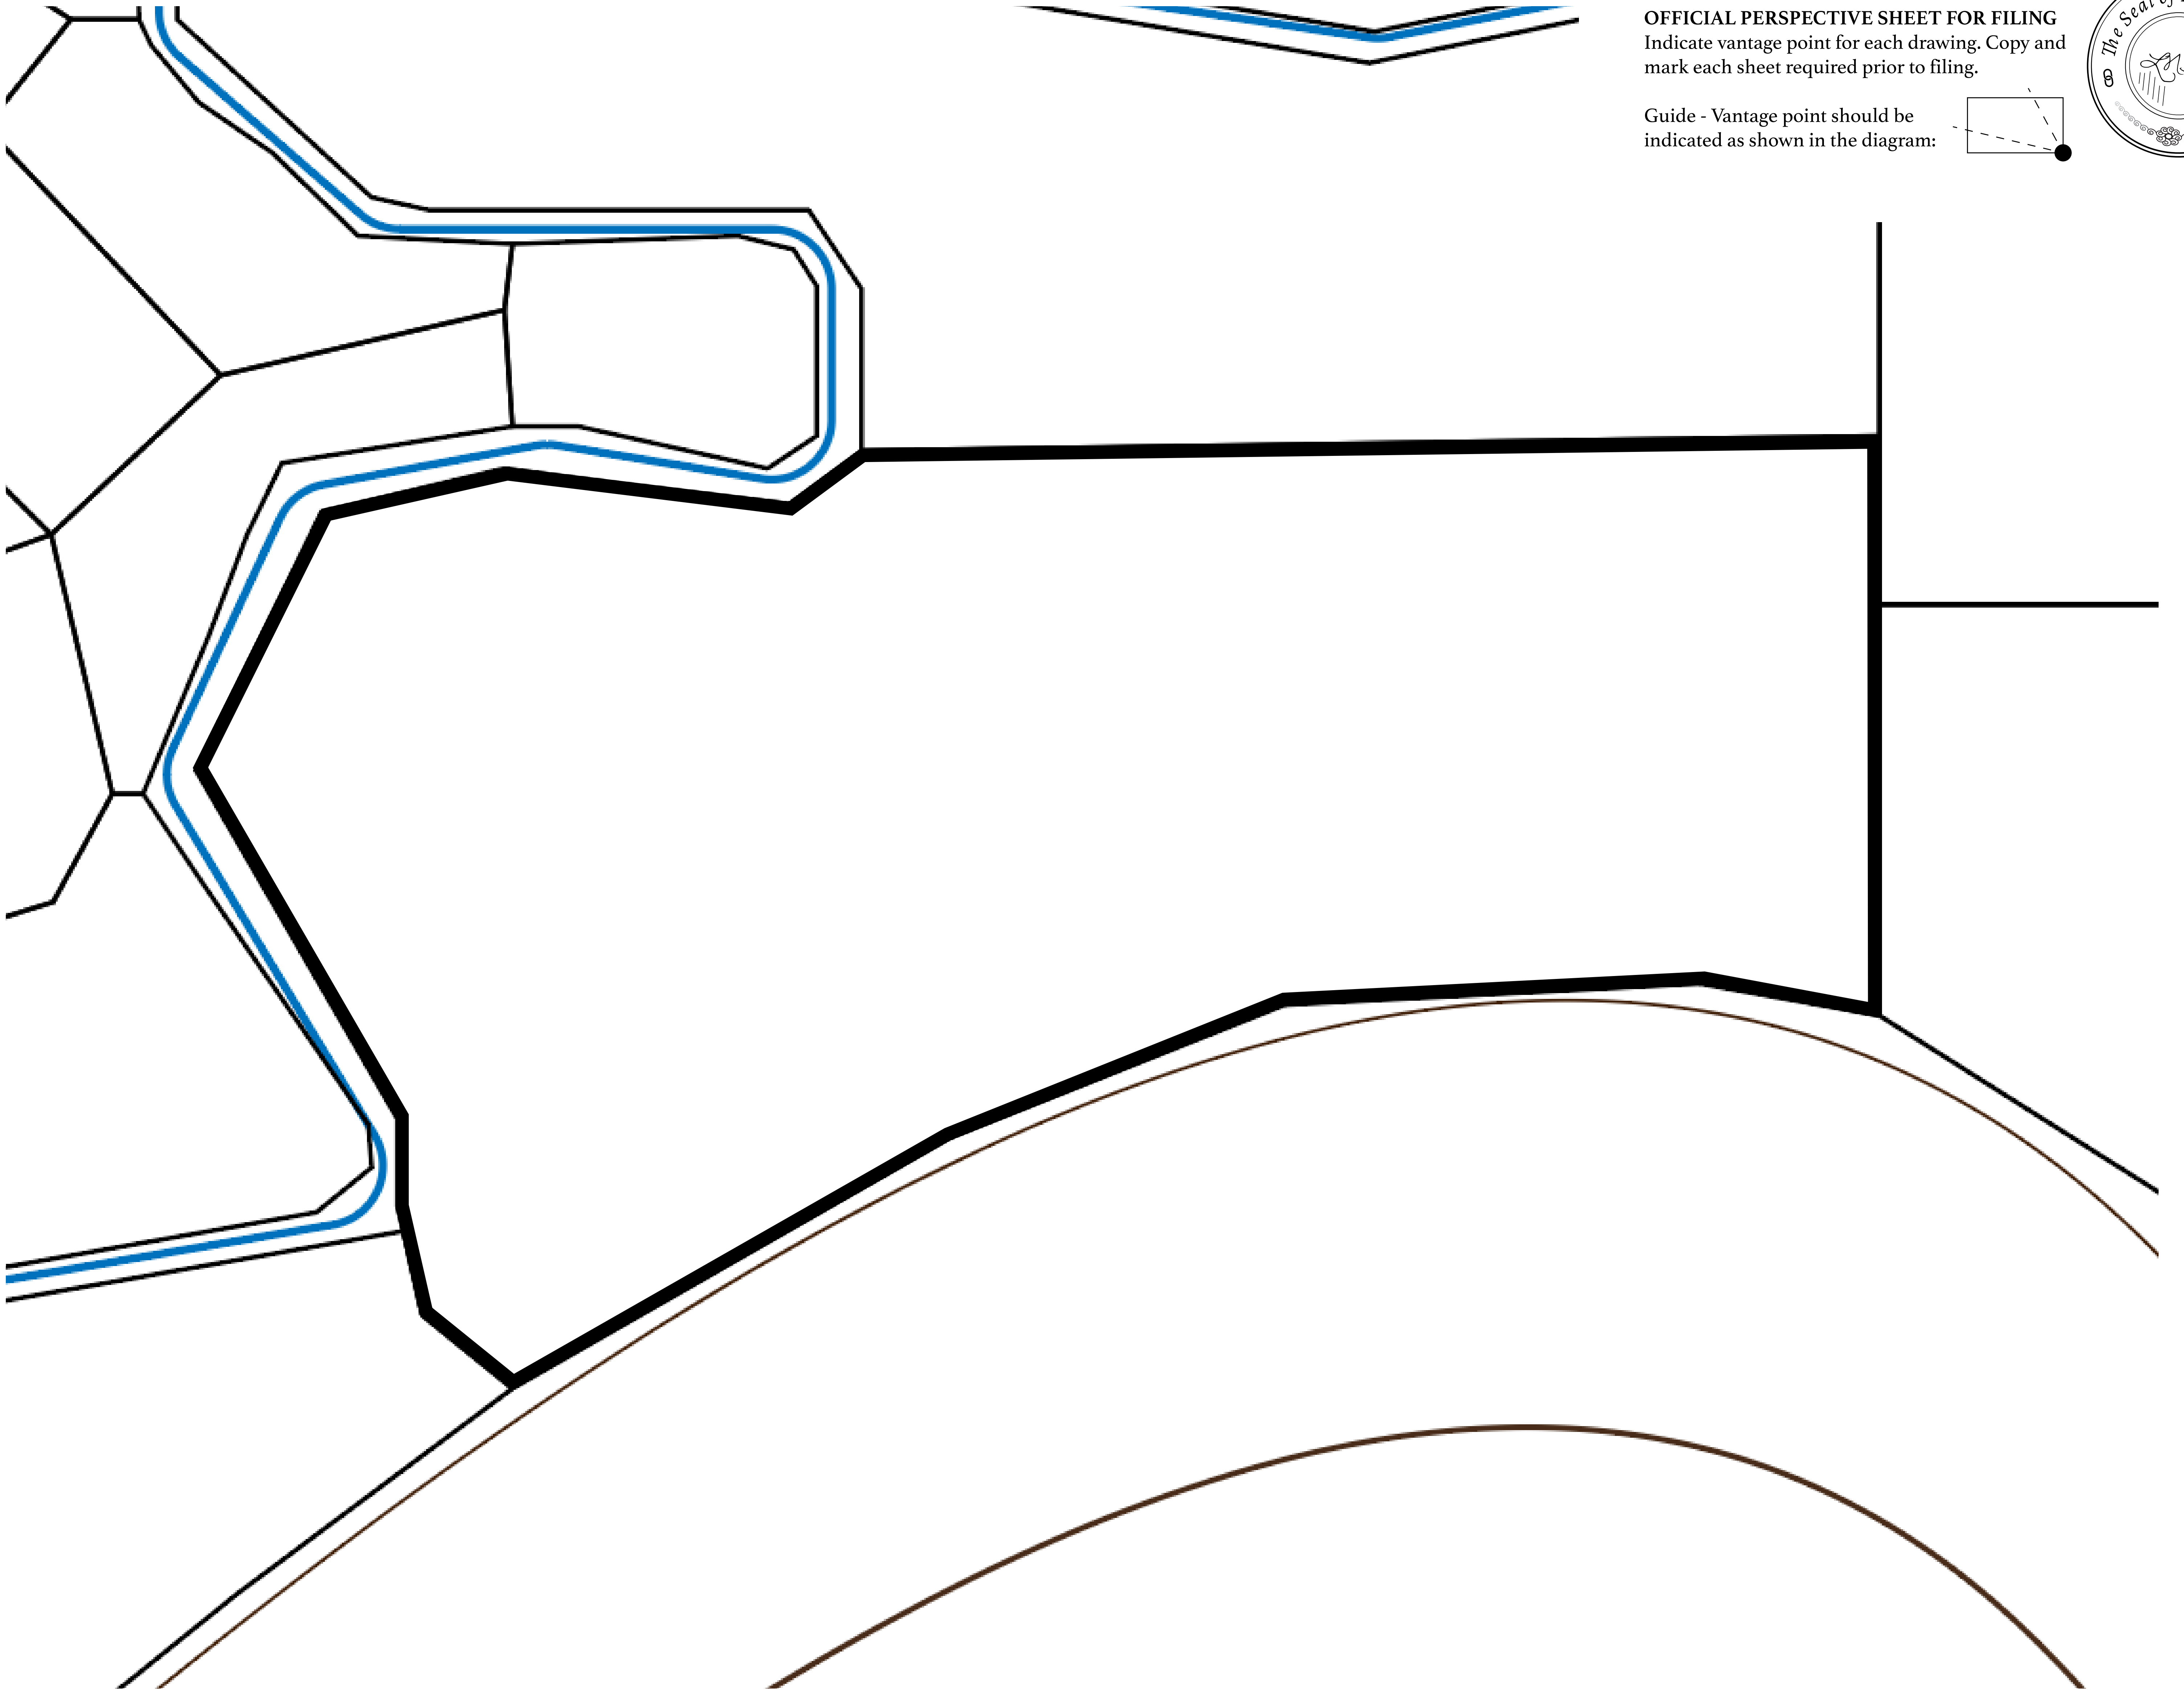 OFFICIAL PERSPECTIVE SHEET FOR FILING
Indicate vantage point for each drawing. Copy and
mark each sheet required prior to filing.
Guide - Vantage point should be
indicated as shown in the diagram:
The Seal of